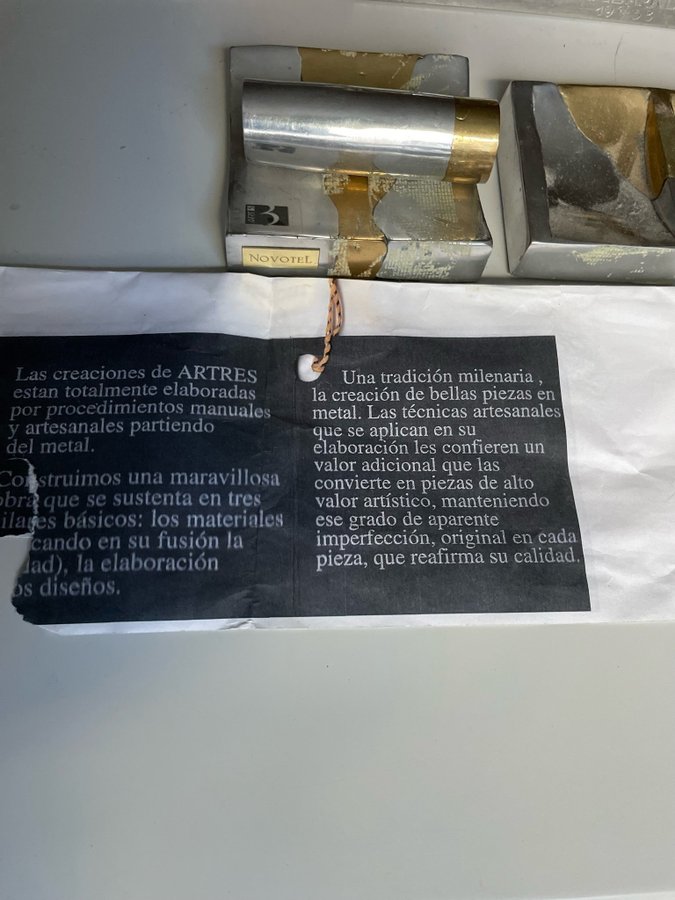 NOVOTEL
Las creaciones de ARTRES
estan totalmente elaboradas
por procedimientos manuales
y artesanales partiendo
del metal.
Construimos una maravillosa
obra que se sustenta en tres
ilares básicos: los materiales
cando en su fusión la
dad), la elaboración
os diseños.
Una tradición milenaria ,
la creación de bellas piezas en
metal. Las técnicas artesanales
que se aplican en su
elaboración les confieren un
valor adicional que las
convierte en piezas de alto
valor artístico, manteniendo
ese grado de aparente
imperfección, original en cada
pieza, que reafirma su calidad.